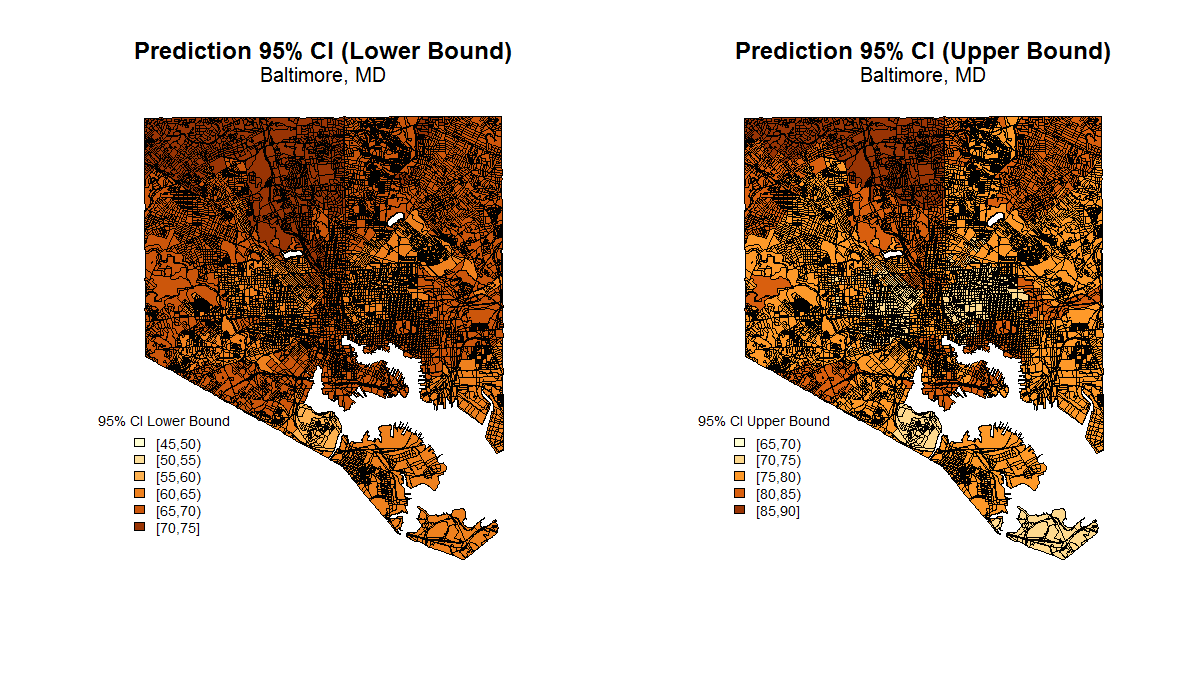 Prediction 95% CI (Lower Bound)
Baltimore, MD
95% CI Lower Bound
[45,50)
[50,55)
[55,60)
[60,65)
[65,70)
[70,75]
Prediction 95% CI (Upper Bound)
Baltimore, MD
95% CI Upper Bound
[65,70)
[70,75)
[75,80)
[80,85)
[85,90]